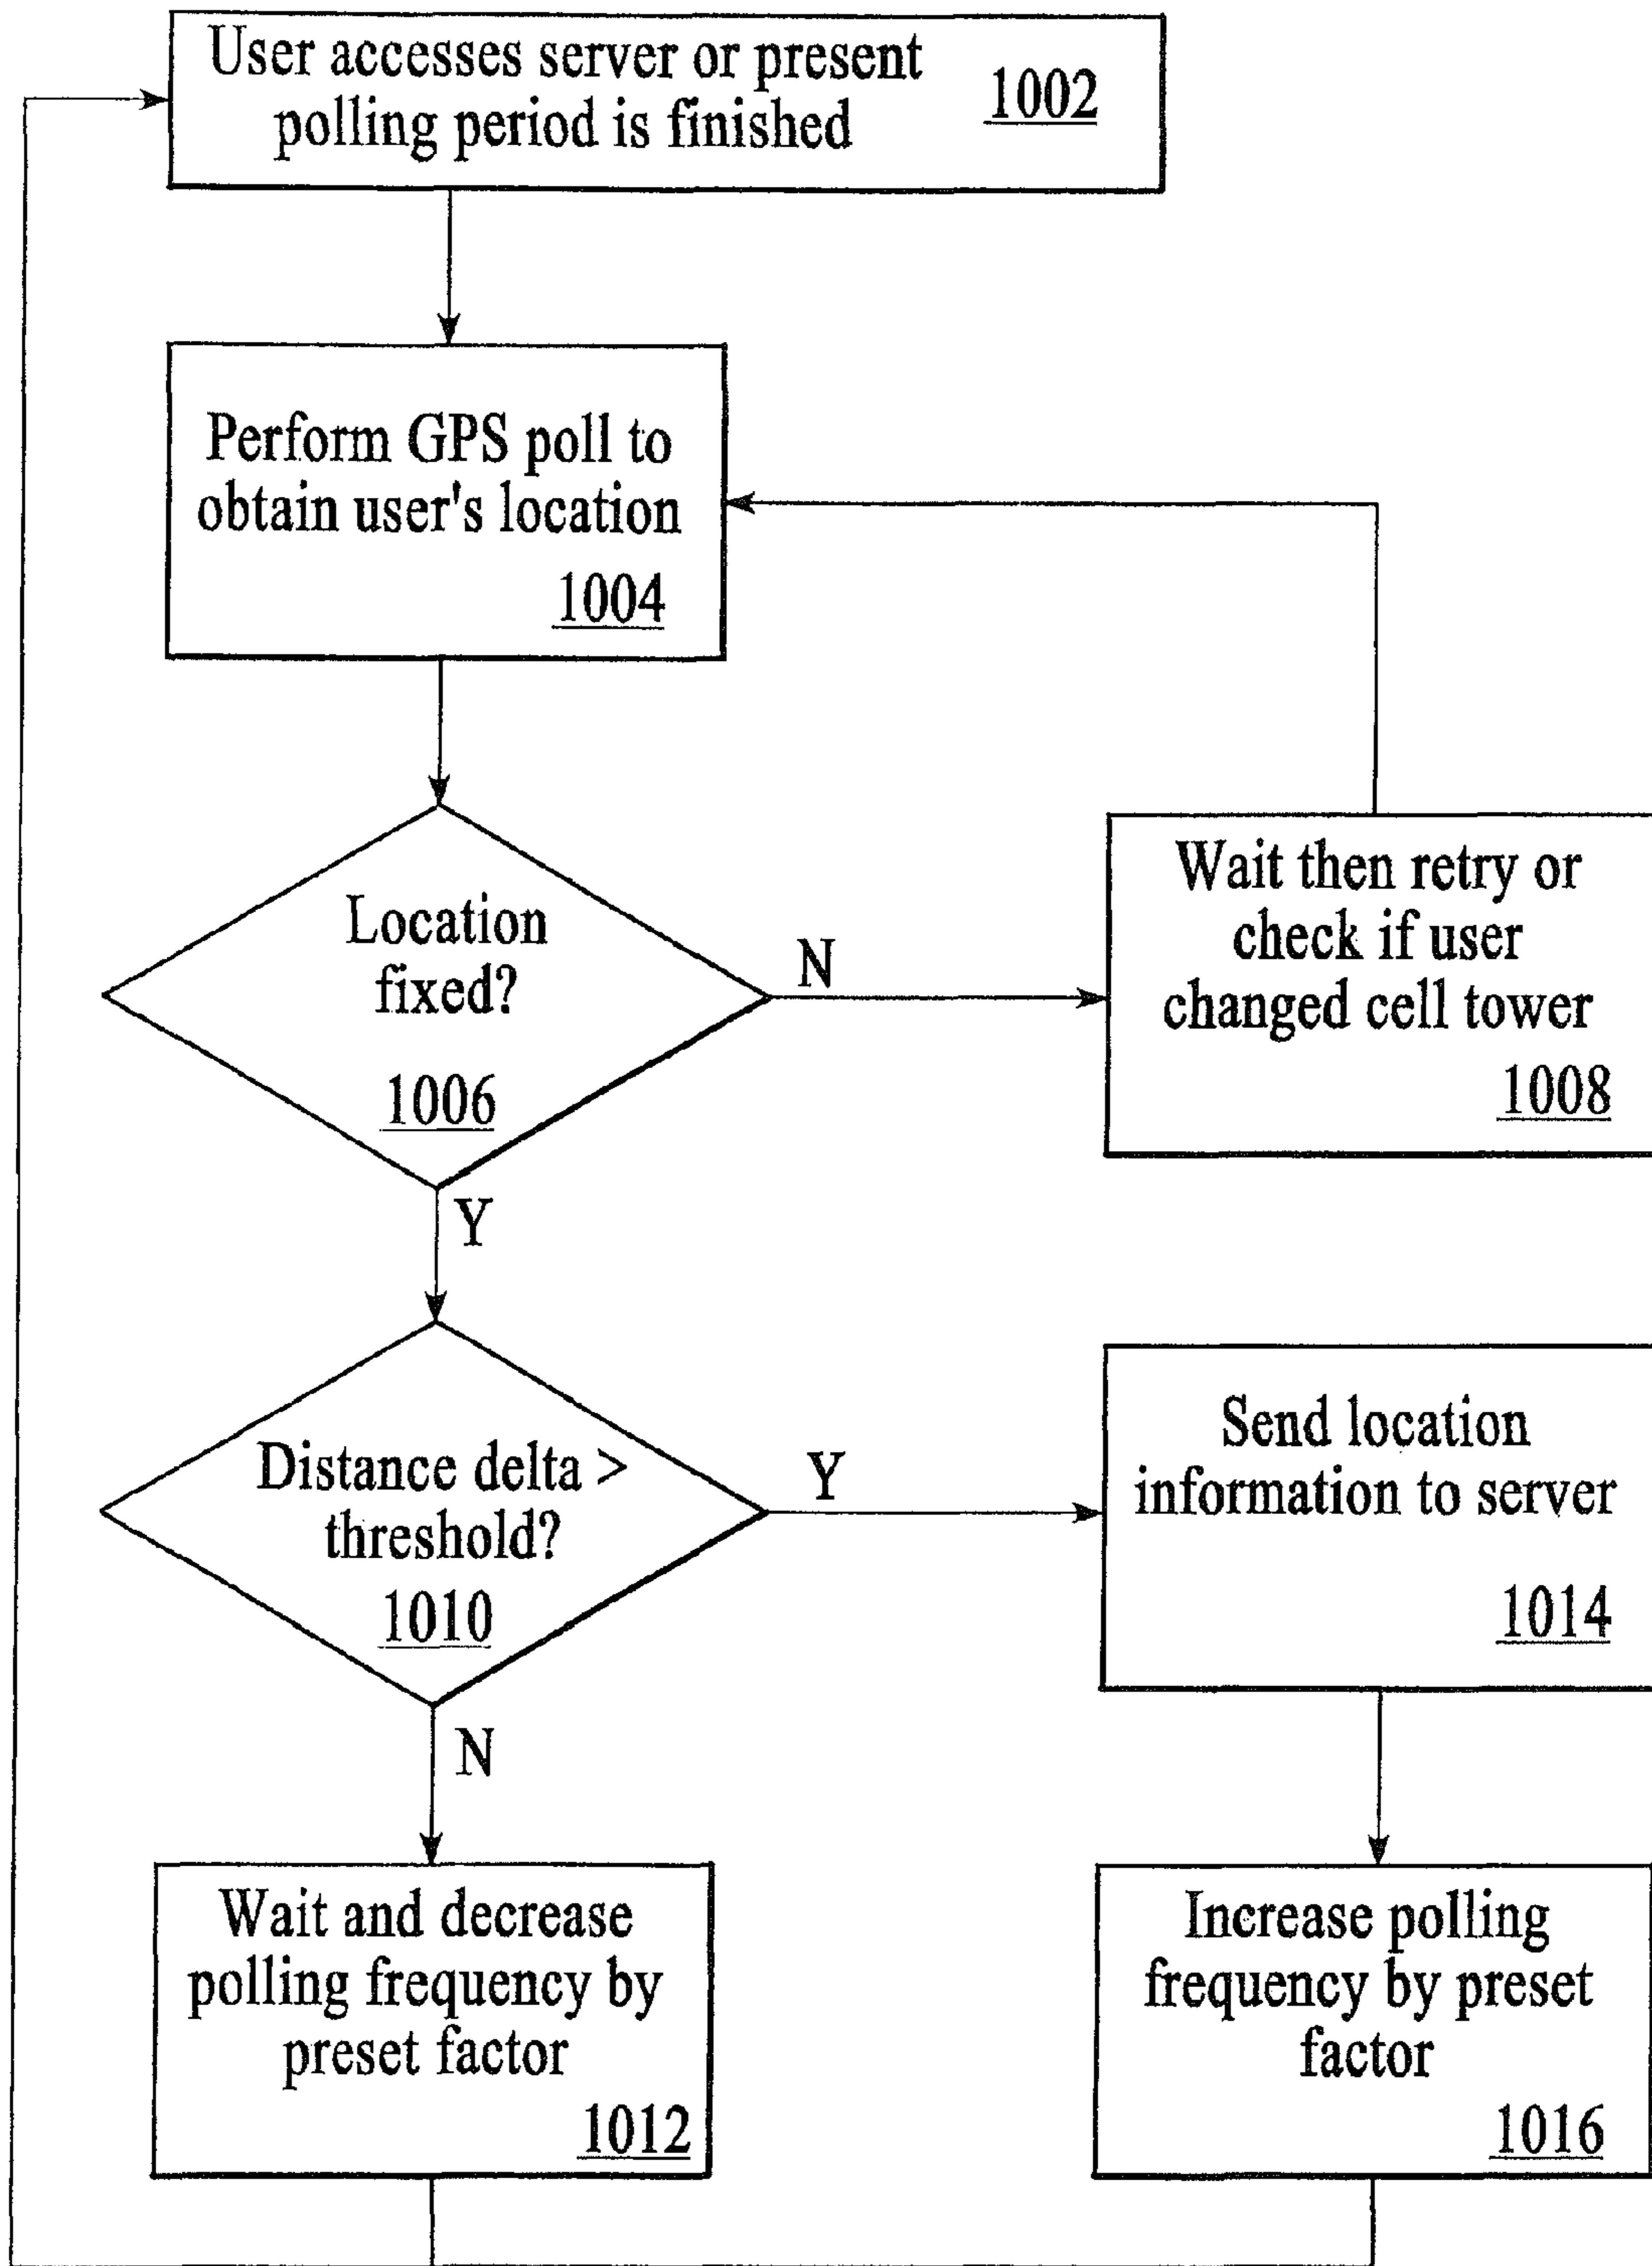 User accesses server or present
polling period is finished
1002
Perform GPS poll to
obtain user's location
1004
Location
fixed?
1006
N
Y
Wait then retry or
check if user
changed cell tower
1008
Distance delta >
threshold?
1010
Y
N
Send location
information to server
1014
Wait and decrease
polling frequency by
preset factor
1012
Increase polling
frequency by preset
factor
1016